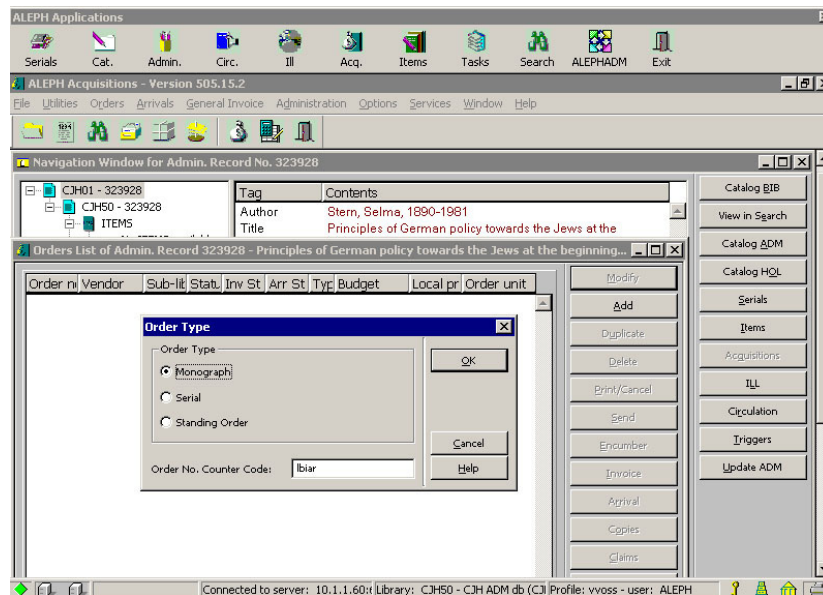 ALEPH Applications
Serials Cat. Admin. Circ. Ill Acq. Items Tasks Search ALEPHADM Exit
ALEPH Acquisitions - Version 505.15.2
File Utilities Orders Arrivals General Invoice Administration Options Services Window Help
Navigation Window for Admin. Record No. 323928
CJH01 - 323928
CJH50 - 323928
ITEMS
Tag Contents
Author Stern, Selma, 1890-1981
Title Principles of German policy towards the Jews at the
Catalog BIB
View in Search
Catalog ADM
Catalog HOL
Serials
Items
Acquisitions
ILL
Circulation
Triggers
Update ADM
Orders List of Admin. Record 323928 - Principles of German policy towards the Jews at the beginning...
Order n Vendor Sub-lib Statu Inv St Arr St Typ Budget Local pr Order unit
Modify
Add
Duplicate
Delete
Print/Cancel
Send
Encumber
Invoice
Arrival
Copies
Claims
Order Type
Order Type
Monograph
Serial
Standing Order
Order No. Counter Code: lbiar
OK
Cancel
Help
Connected to server: 10.1.1.60: Library: CJH50 - CJH ADM db (CJ Profile: vvoss - user: ALEPH